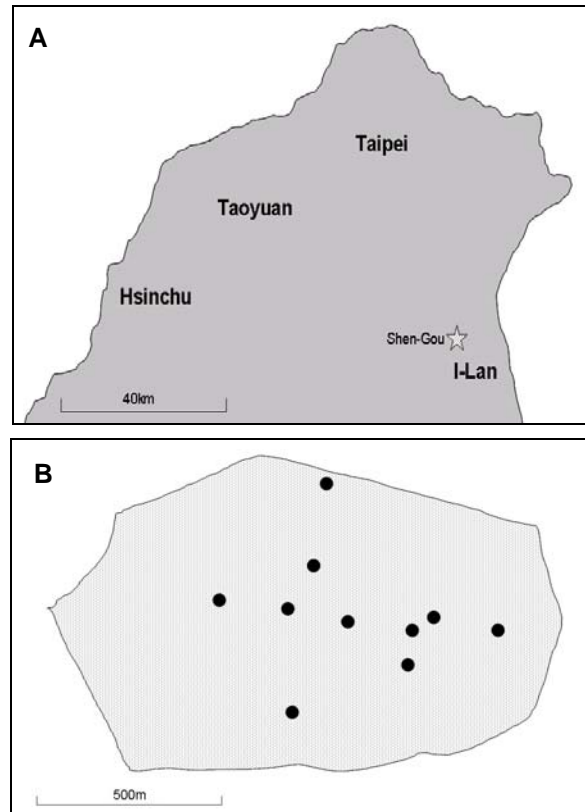 A
Taipei
Taoyuan
Hsinchu
Shen-Gou
I-Lan
40km
B
500m